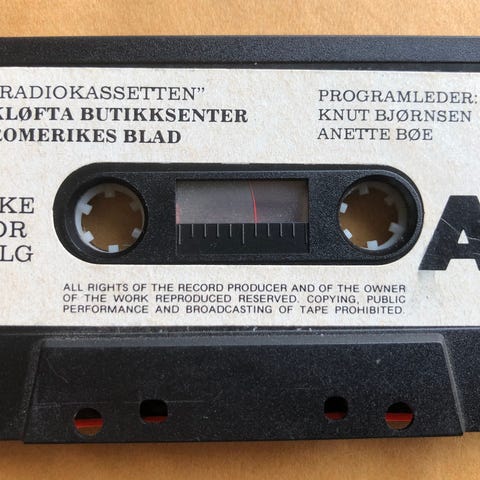 RADIOKASSETTEN”
KLØFTA BUTIKKSENTER
ROMERIKES BLAD
PROGRAMLEDER:
KNUT BJØRNSEN
ANETTE BØE
KE
OR
LG
A
ALL RIGHTS OF THE RECORD PRODUCER AND OF THE OWNER
OF THE WORK REPRODUCED RESERVED. COPYING, PUBLIC
PERFORMANCE AND BROADCASTING OF TAPE PROHIBITED.